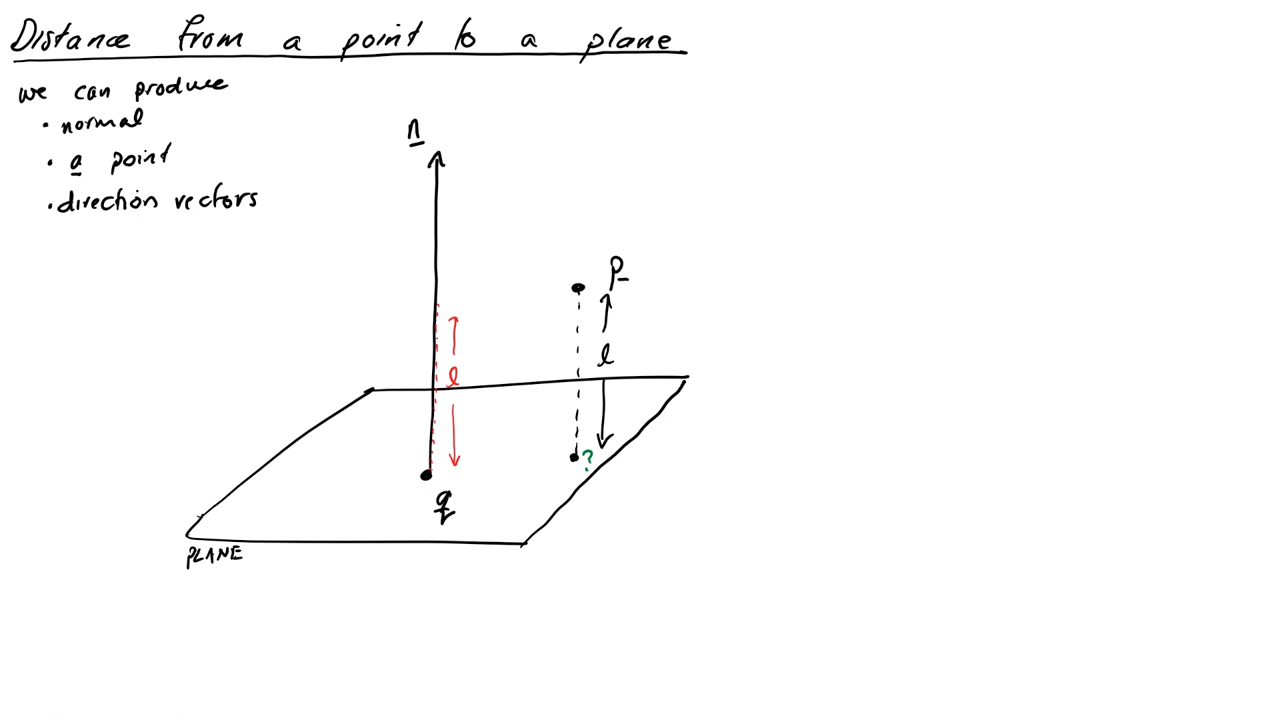 Distance from a point to a plane
we can produce
• normal
• a point
• direction vectors
n
p
l
l
?
q
PLANE